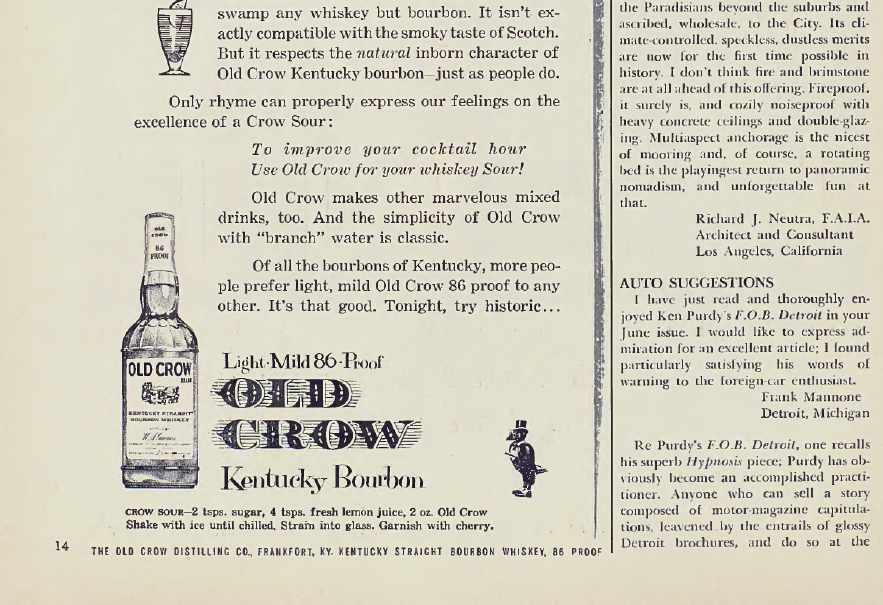 swamp any whiskey but bourbon. It isn't ex-
actly compatible with the smoky taste of Scotch.
But it respects the natural inborn character of
Old Crow Kentucky bourbon—just as people do.
Only rhyme can properly express our feelings on the
excellence of a Crow Sour:
To improve your cocktail hour
Use Old Crow for your whiskey Sour!
Old Crow makes other marvelous mixed
drinks, too. And the simplicity of Old Crow
with “branch” water is classic.
Of all the bourbons of Kentucky, more peo-
ple prefer light, mild Old Crow 86 proof to any
other. It's that good. Tonight, try historic...
OLD
CROW
86
PROOF
OLD CROW
BRAND
KENTUCKY STRAIGHT
BOURBON WHISKEY
Light·Mild 86·Proof
OLD
CROW
Kentucky Bourbon
CROW SOUR—2 tsps. sugar, 4 tsps. fresh lemon juice, 2 oz. Old Crow
Shake with ice until chilled. Strain into glass. Garnish with cherry.
14
THE OLD CROW DISTILLING CO., FRANKFORT, KY. KENTUCKY STRAIGHT BOURBON WHISKEY, 86 PROOF
the Paradisians beyond the suburbs and
ascribed, wholesale, to the City. Its cli-
mate-controlled, speckless, dustless merits
are now for the first time possible in
history. I don't think fire and brimstone
are at all ahead of this offering. Fireproof,
it surely is, and cozily noiseproof with
heavy concrete ceilings and double-glaz-
ing. Multiaspect anchorage is the nicest
of mooring and, of course, a rotating
bed is the playingest return to panoramic
nomadism, and unforgettable fun at
that.
Richard J. Neutra, F.A.I.A.
Architect and Consultant
Los Angeles, California
AUTO SUGGESTIONS
I have just read and thoroughly en-
joyed Ken Purdy's F.O.B. Detroit in your
June issue. I would like to express ad-
miration for an excellent article; I found
particularly satisfying his words of
warning to the foreign-car enthusiast.
Frank Mannone
Detroit, Michigan
Re Purdy's F.O.B. Detroit, one recalls
his superb Hypnosis piece; Purdy has ob-
viously become an accomplished practi-
tioner. Anyone who can sell a story
composed of motor-magazine capitula-
tions, leavened by the entrails of glossy
Detroit brochures, and do so at the